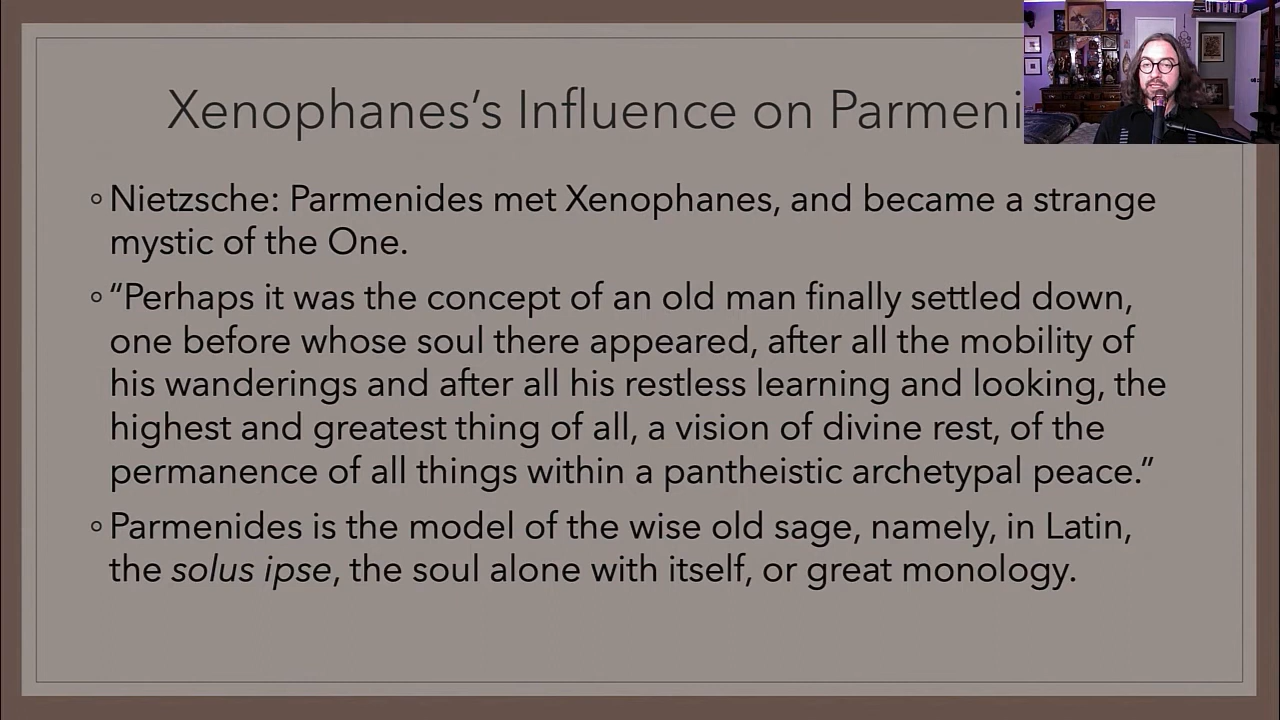 Xenophanes’s Influence on Parmeni
◦ Nietzsche: Parmenides met Xenophanes, and became a strange
mystic of the One.
◦ “Perhaps it was the concept of an old man finally settled down,
one before whose soul there appeared, after all the mobility of
his wanderings and after all his restless learning and looking, the
highest and greatest thing of all, a vision of divine rest, of the
permanence of all things within a pantheistic archetypal peace.”
◦ Parmenides is the model of the wise old sage, namely, in Latin,
the solus ipse, the soul alone with itself, or great monology.